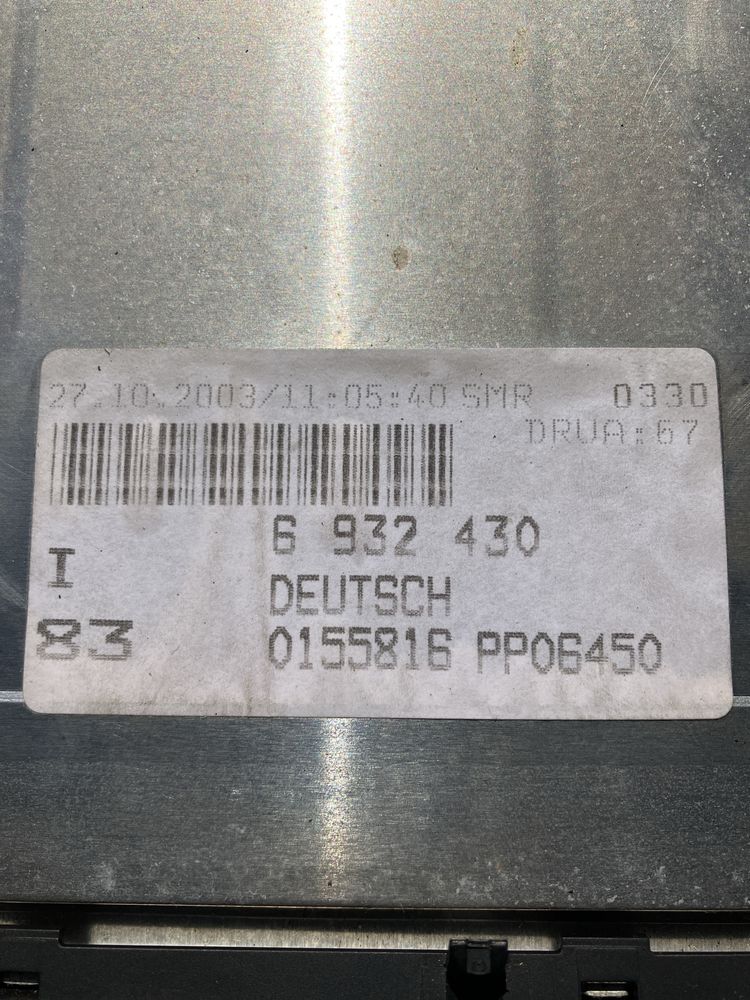 27.10.2003/11:05:40 SMR 0330
DRUA:67
6 932 430
I
DEUTSCH
83
0155816 PP06450